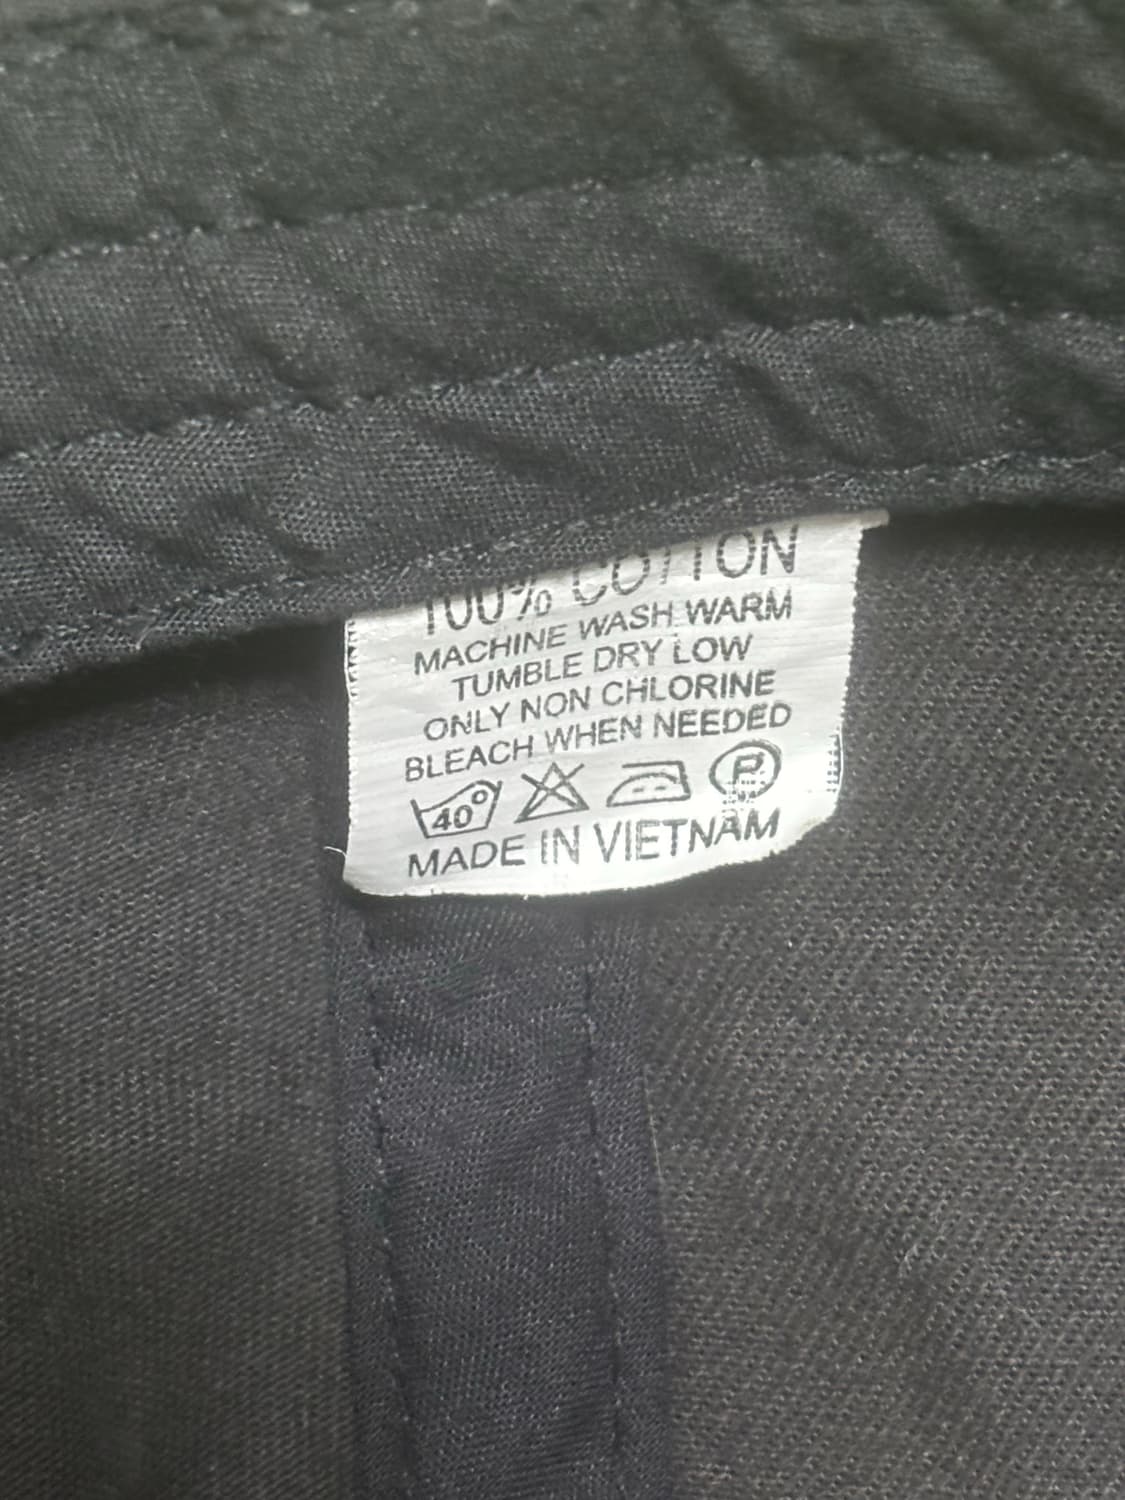 100% COTTON
MACHINE WASH WARM
TUMBLE DRY LOW
ONLY NON CHLORINE
BLEACH WHEN NEEDED
40° P
MADE IN VIETNAM